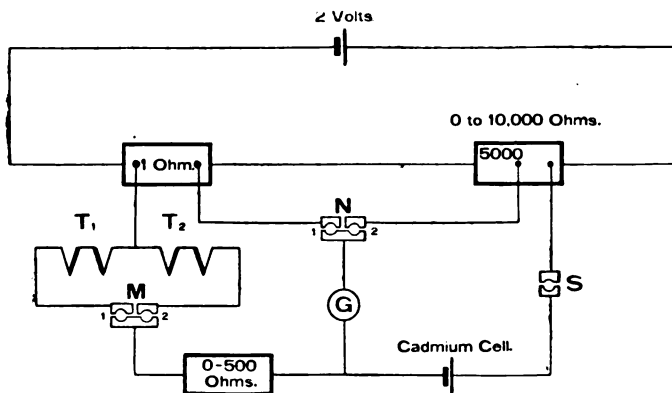 2 Volts
0 to 10,000 Ohms.
1 Ohm.
5000
T1 T2
N
1 2
M
1 2
G
S
Cadmium Cell.
0-500
Ohms.